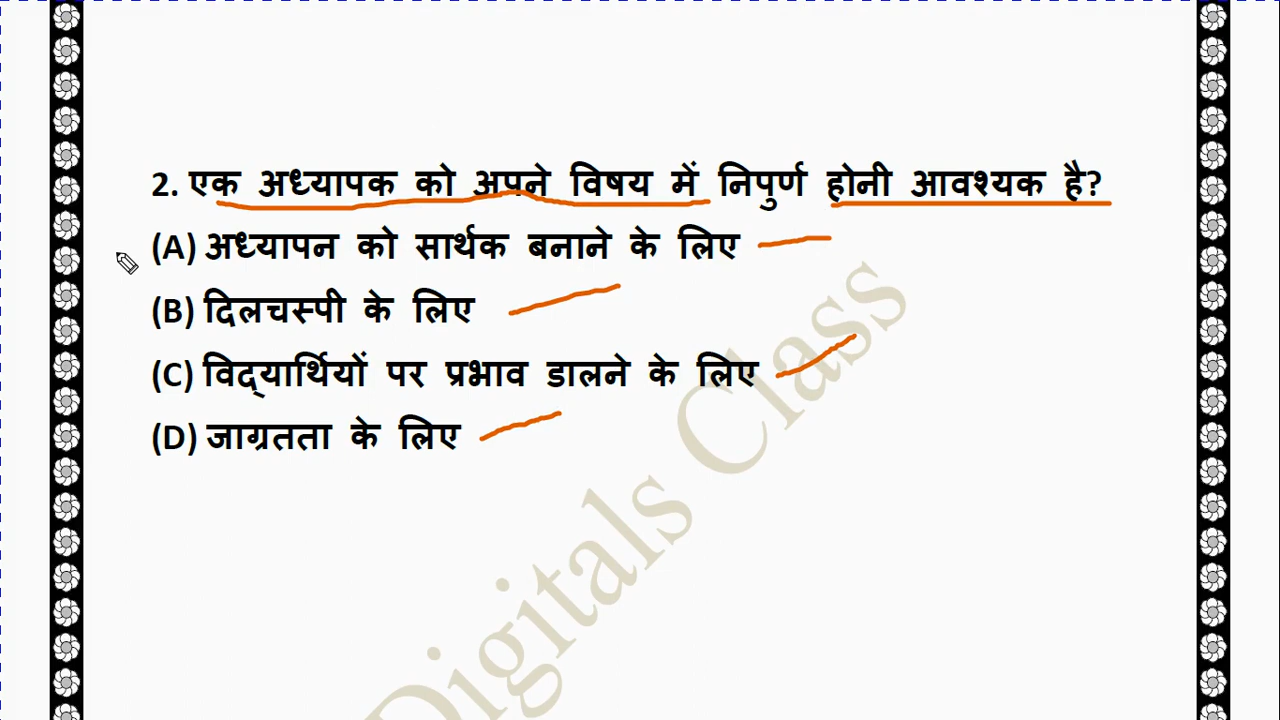 2. एक अध्यापक को अपने विषय में निपुर्ण होनी आवश्यक है?
(A) अध्यापन को सार्थक बनाने के लिए
(B) दिलचस्पी के लिए
(C) विद्यार्थियों पर प्रभाव डालने के लिए
(D) जाग्रतता के लिए
Digitals Class